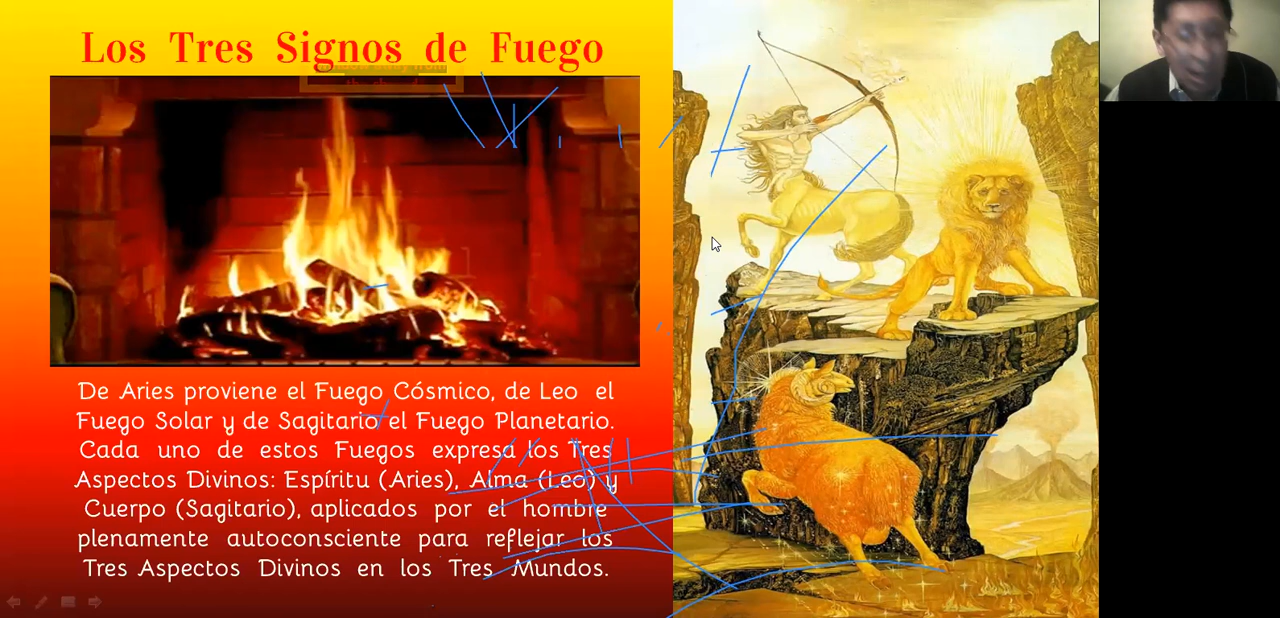 Los Tres Signos de Fuego
De Aries proviene el Fuego Cósmico, de Leo el
Fuego Solar y de Sagitario el Fuego Planetario.
Cada uno de estos Fuegos expresa los Tres
Aspectos Divinos: Espíritu (Aries), Alma (Leo) y
Cuerpo (Sagitario), aplicados por el hombre
plenamente autoconsciente para reflejar los
Tres Aspectos Divinos en los Tres Mundos.